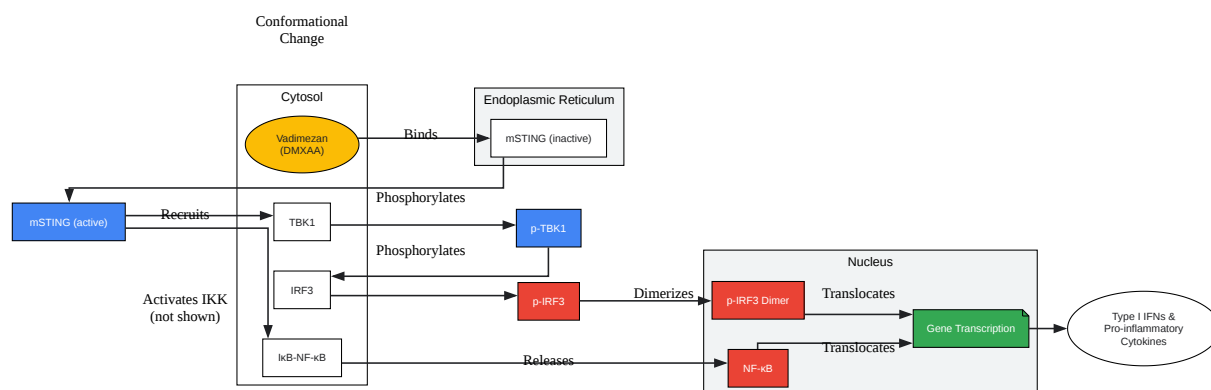 Conformational
Change
Cytosol
Endoplasmic Reticulum
Vadimezan
(DMXAA)
Binds
mSTING (inactive)
Phosphorylates
mSTING (active)
Recruits
TBK1
p-TBK1
Phosphorylates
Nucleus
IRF3
Activates IKK
(not shown)
p-IRF3
Dimerizes
p-IRF3 Dimer
Translocates
Gene Transcription
Type I IFNs &
Pro-inflammatory
Cytokines
IκB-NF-κB
Releases
NF-κB
Translocates